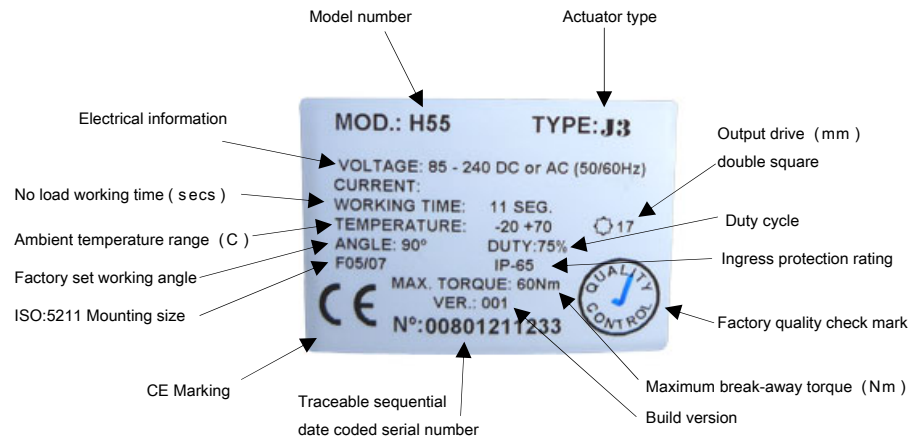 Model number
Actuator type
Electrical information
Output drive (mm)
double square
No load working time (secs)
Duty cycle
Ambient temperature range (C)
Ingress protection rating
Factory set working angle
ISO:5211 Mounting size
Factory quality check mark
CE Marking
Maximum break-away torque (Nm)
Traceable sequential
date coded serial number
Build version
MOD.: H55 TYPE:J3
VOLTAGE: 85 - 240 DC or AC (50/60Hz)
CURRENT:
WORKING TIME: 11 SEG.
TEMPERATURE: -20 +70 17
ANGLE: 90º DUTY:75%
F05/07 IP-65
MAX. TORQUE: 60Nm
VER.: 001
Nº:00801211233
CE
QUALITY
CONTROL